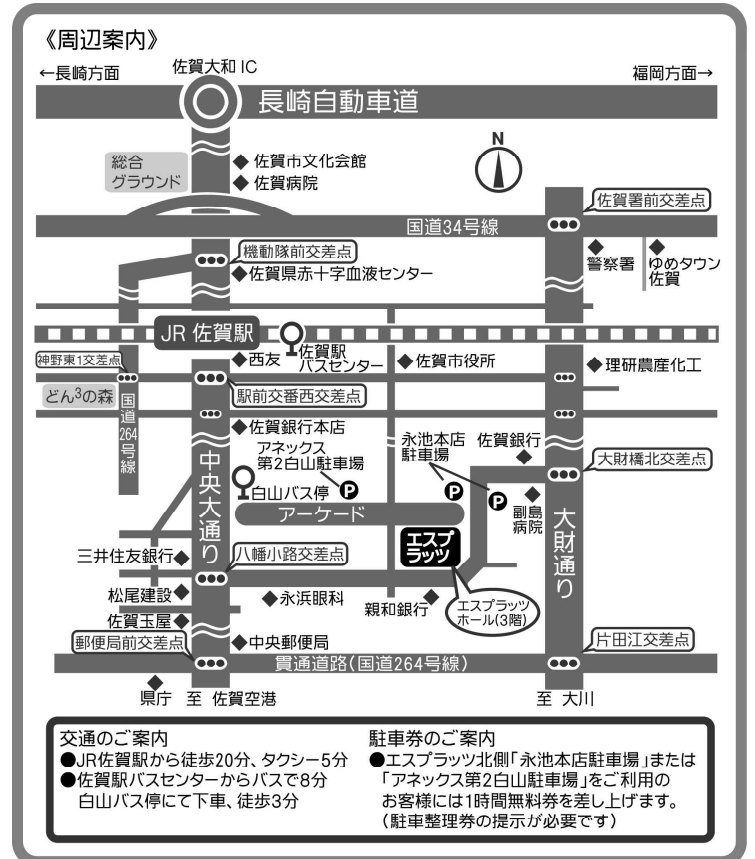 《周辺案内》
←長崎方面
佐賀大和IC
福岡方面→
長崎自動車道
総合
グラウンド
◆佐賀市文化会館
◆佐賀病院
N
佐賀署前交差点
国道34号線
機動隊前交差点
◆佐賀県赤十字血液センター
警察署
ゆめタウン
佐賀
JR 佐賀駅
◆西友
佐賀駅
バスセンター
◆佐賀市役所
◆理研農産化工
神野東1交差点
駅前交番西交差点
どん3の森
国道264号線
◆佐賀銀行本店
アネックス
第2白山駐車場
P
永池本店
駐車場
P
P
佐賀銀行
大財橋北交差点
中央大通り
白山バス停
アーケード
副島
病院
大財通り
エスプ
ラッツ
三井住友銀行◆
八幡小路交差点
松尾建設◆
◆永浜眼科
親和銀行
エスプラッツ
ホール(3階)
佐賀玉屋◆
郵便局前交差点
◆中央郵便局
片田江交差点
貫通道路(国道264号線)
県庁
至 佐賀空港
至 大川
交通のご案内
●JR佐賀駅から徒歩20分、タクシー5分
●佐賀駅バスセンターからバスで8分
白山バス停にて下車、徒歩3分
駐車券のご案内
●エスプラッツ北側「永池本店駐車場」または
「アネックス第2白山駐車場」をご利用の
お客様には1時間無料券を差し上げます。
(駐車整理券の提示が必要です)